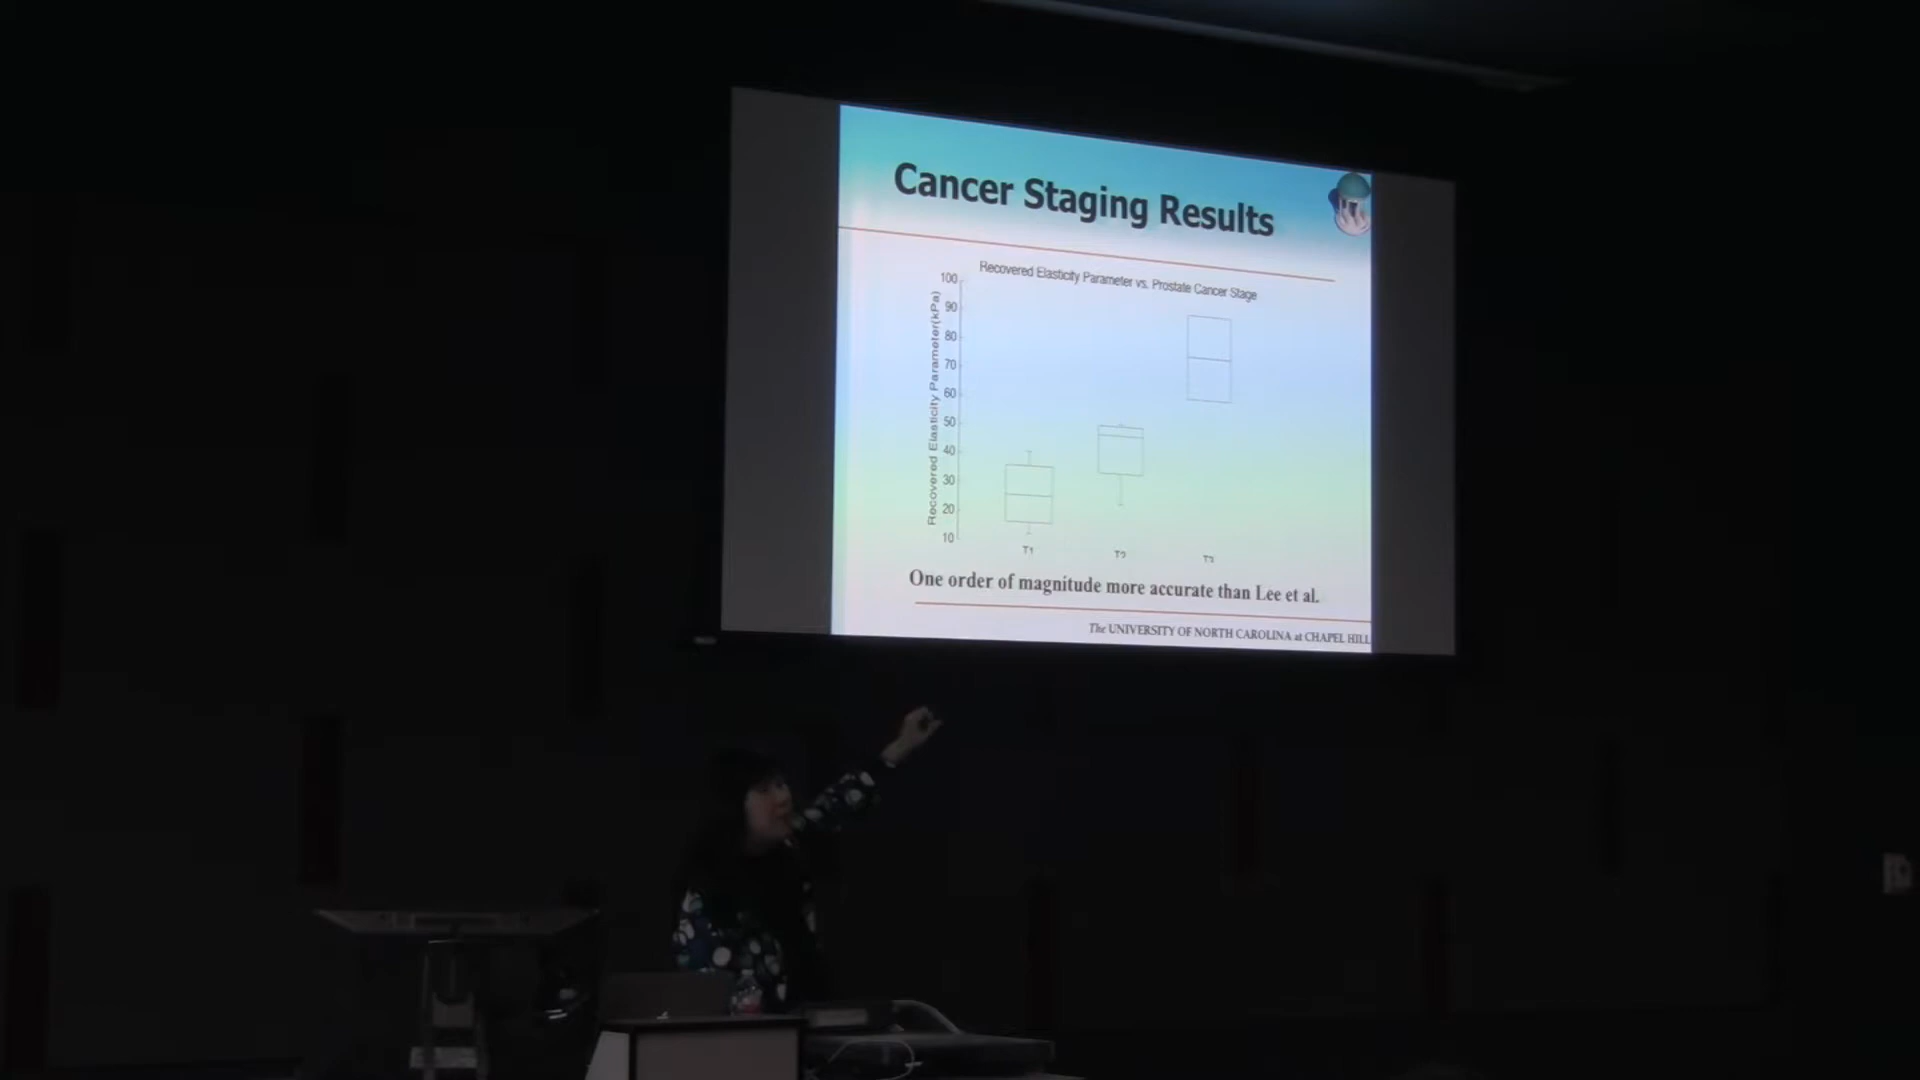 Cancer Staging Results
Recovered Elasticity Parameter vs. Prostate Cancer Stage
Recovered Elasticity Parameter(kPa)
100
90
80
70
60
50
40
30
20
10
T1
T2
T3
One order of magnitude more accurate than Lee et al.
The UNIVERSITY OF NORTH CAROLINA at CHAPEL HILL